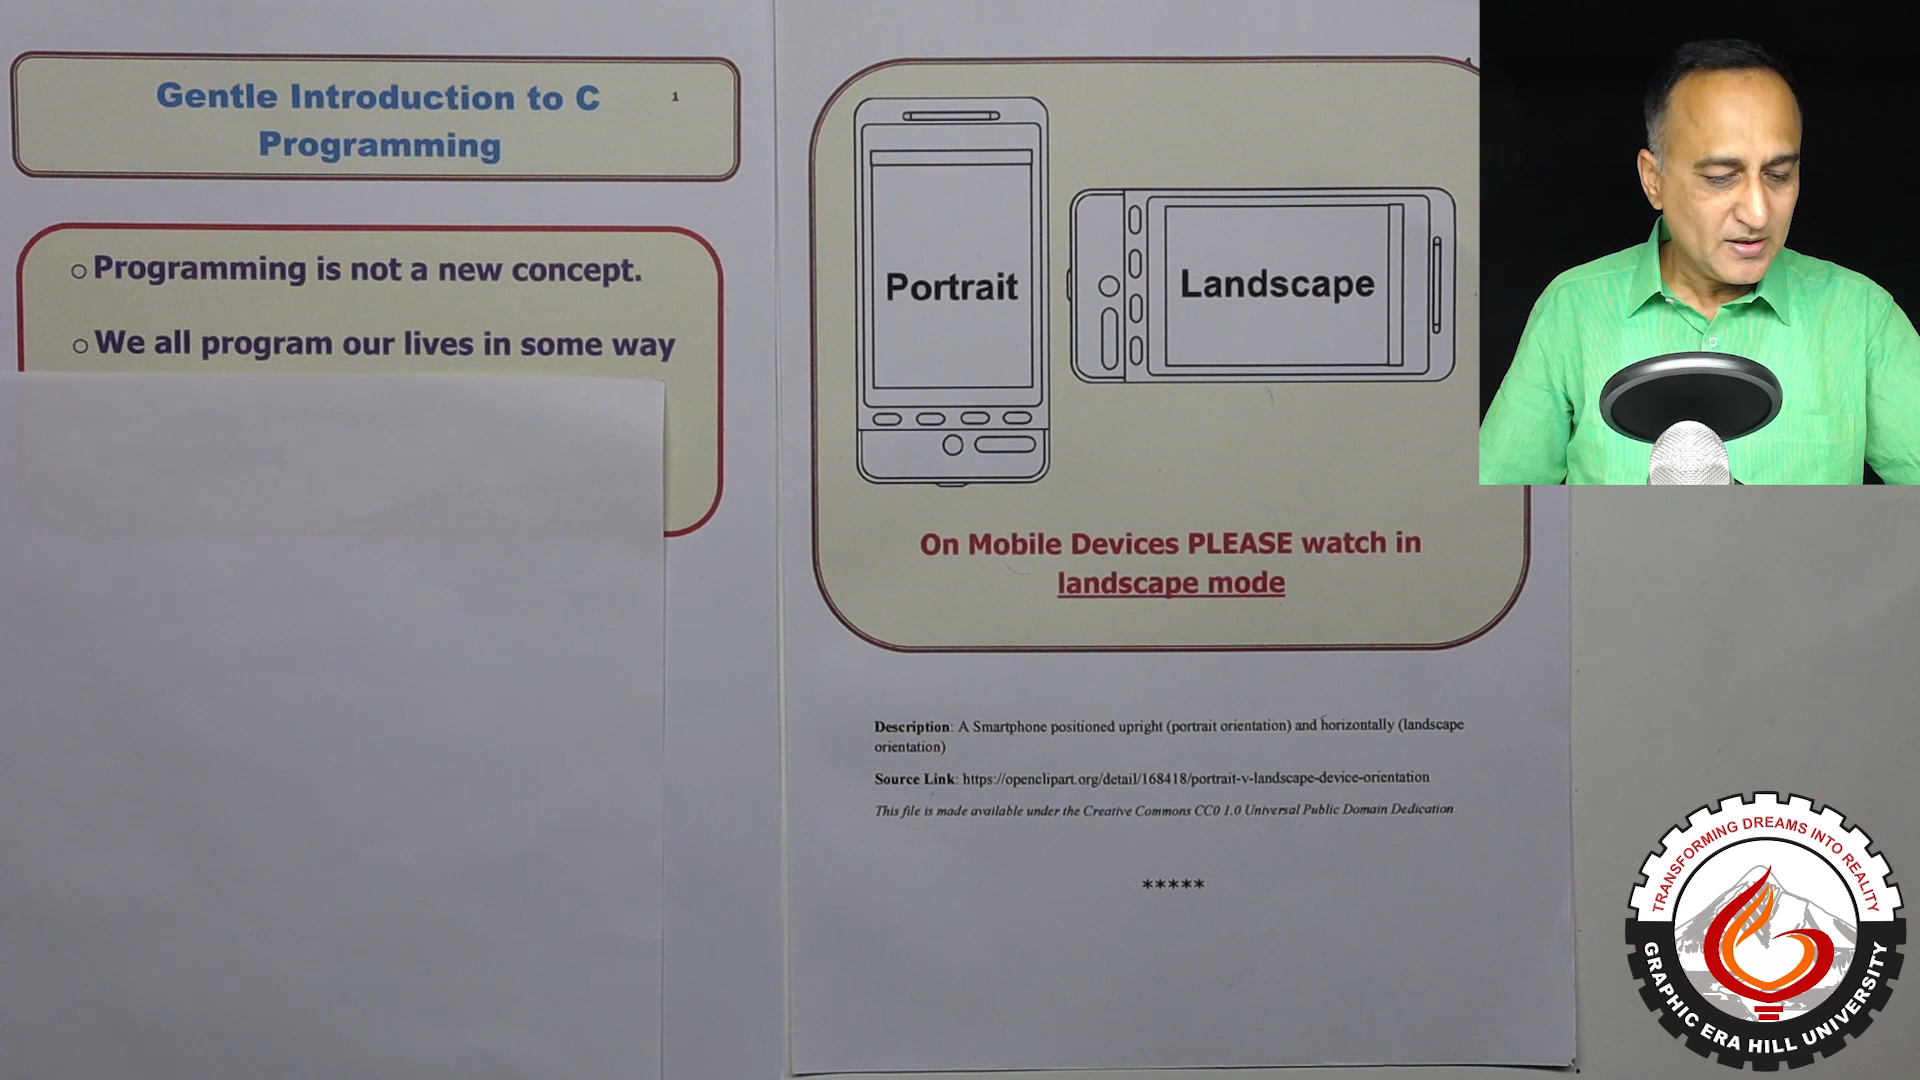 Gentle Introduction to C
Programming
1
Programming is not a new concept.
We all program our lives in some way
Portrait
Landscape
On Mobile Devices PLEASE watch in
landscape mode
Description: A Smartphone positioned upright (portrait orientation) and horizontally (landscape
orientation)
Source Link: https://openclipart.org/detail/168418/portrait-v-landscape-device-orientation
This file is made available under the Creative Commons CC0 1.0 Universal Public Domain Dedication
*****
TRANSFORMING DREAMS INTO REALITY
GRAPHIC ERA HILL UNIVERSITY